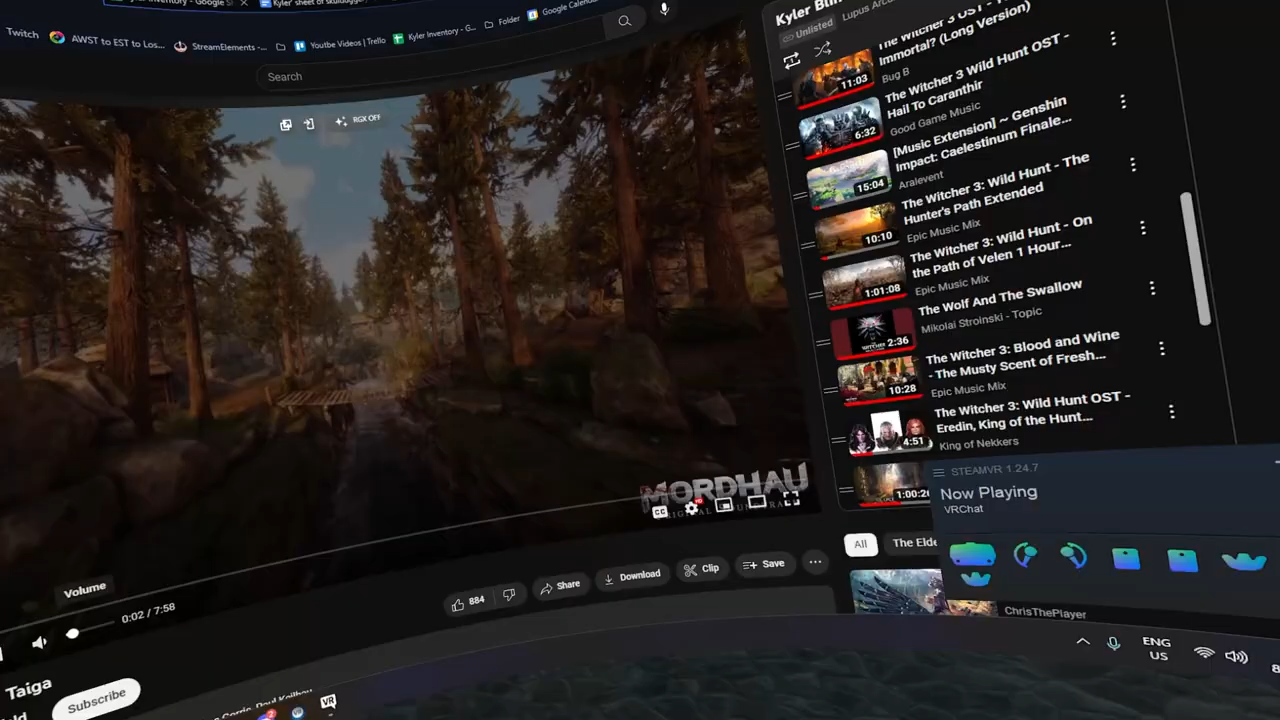 Twitch
AWST to EST to Los...
StreamElements -...
Youtbe Videos | Trello
Kyler Inventory - G...
Folder
Search
RGX OFF
Unlisted
11:03
Immortal? (Long Version)
Bug B
6:32
The Witcher 3 Wild Hunt OST -
Hail To Caranthir
Good Game Music
15:04
[Music Extension] ~ Genshin
Impact: Caelestinum Finale...
Aralevent
10:10
The Witcher 3: Wild Hunt - The
Hunter's Path Extended
Epic Music Mix
1:01:08
The Witcher 3: Wild Hunt - On
the Path of Velen 1 Hour...
Epic Music Mix
2:36
The Wolf And The Swallow
Mikolai Stroinski - Topic
10:28
The Witcher 3: Blood and Wine
- The Musty Scent of Fresh...
Epic Music Mix
4:51
The Witcher 3: Wild Hunt OST -
Eredin, King of the Hunt...
King of Nekkers
MORDHAU
CC
HD
STEAMVR 1.24.7
Now Playing
VRChat
All
The Elde
Volume
0:02 / 7:58
884
Share
Download
Clip
Save
ChrisThePlayer
Taiga
Subscribe
VR
ENG
US